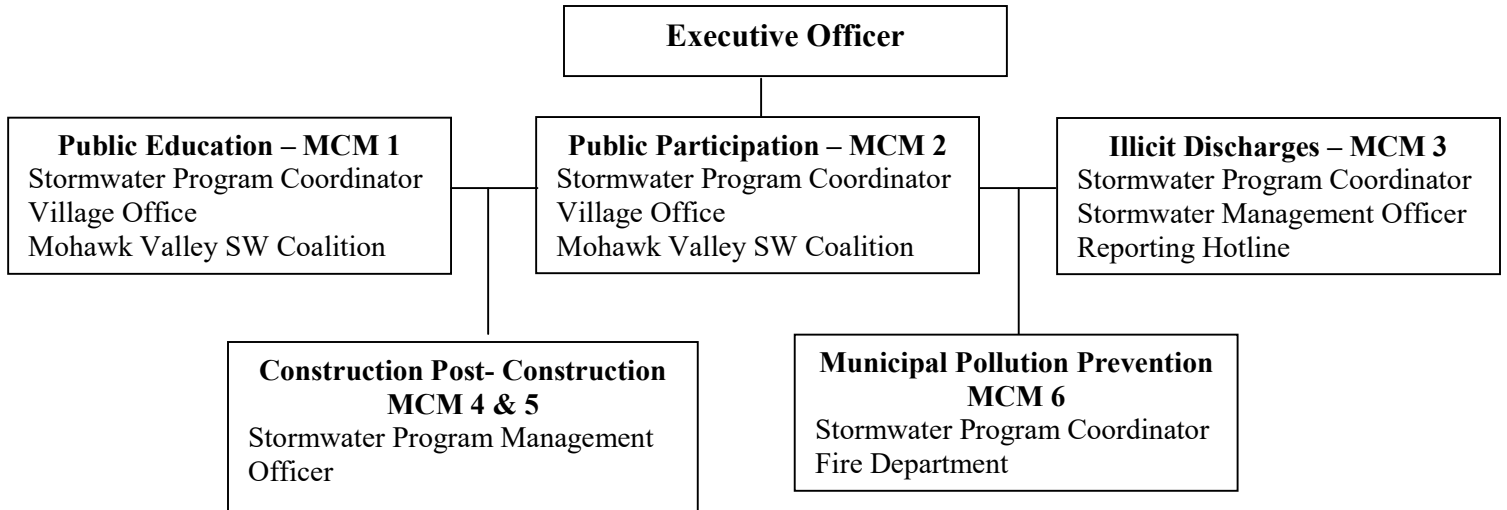 Executive Officer
Public Education – MCM 1
Stormwater Program Coordinator
Village Office
Mohawk Valley SW Coalition
Public Participation – MCM 2
Stormwater Program Coordinator
Village Office
Mohawk Valley SW Coalition
Illicit Discharges – MCM 3
Stormwater Program Coordinator
Stormwater Management Officer
Reporting Hotline
Construction Post- Construction
MCM 4 & 5
Stormwater Program Management
Officer
Municipal Pollution Prevention
MCM 6
Stormwater Program Coordinator
Fire Department